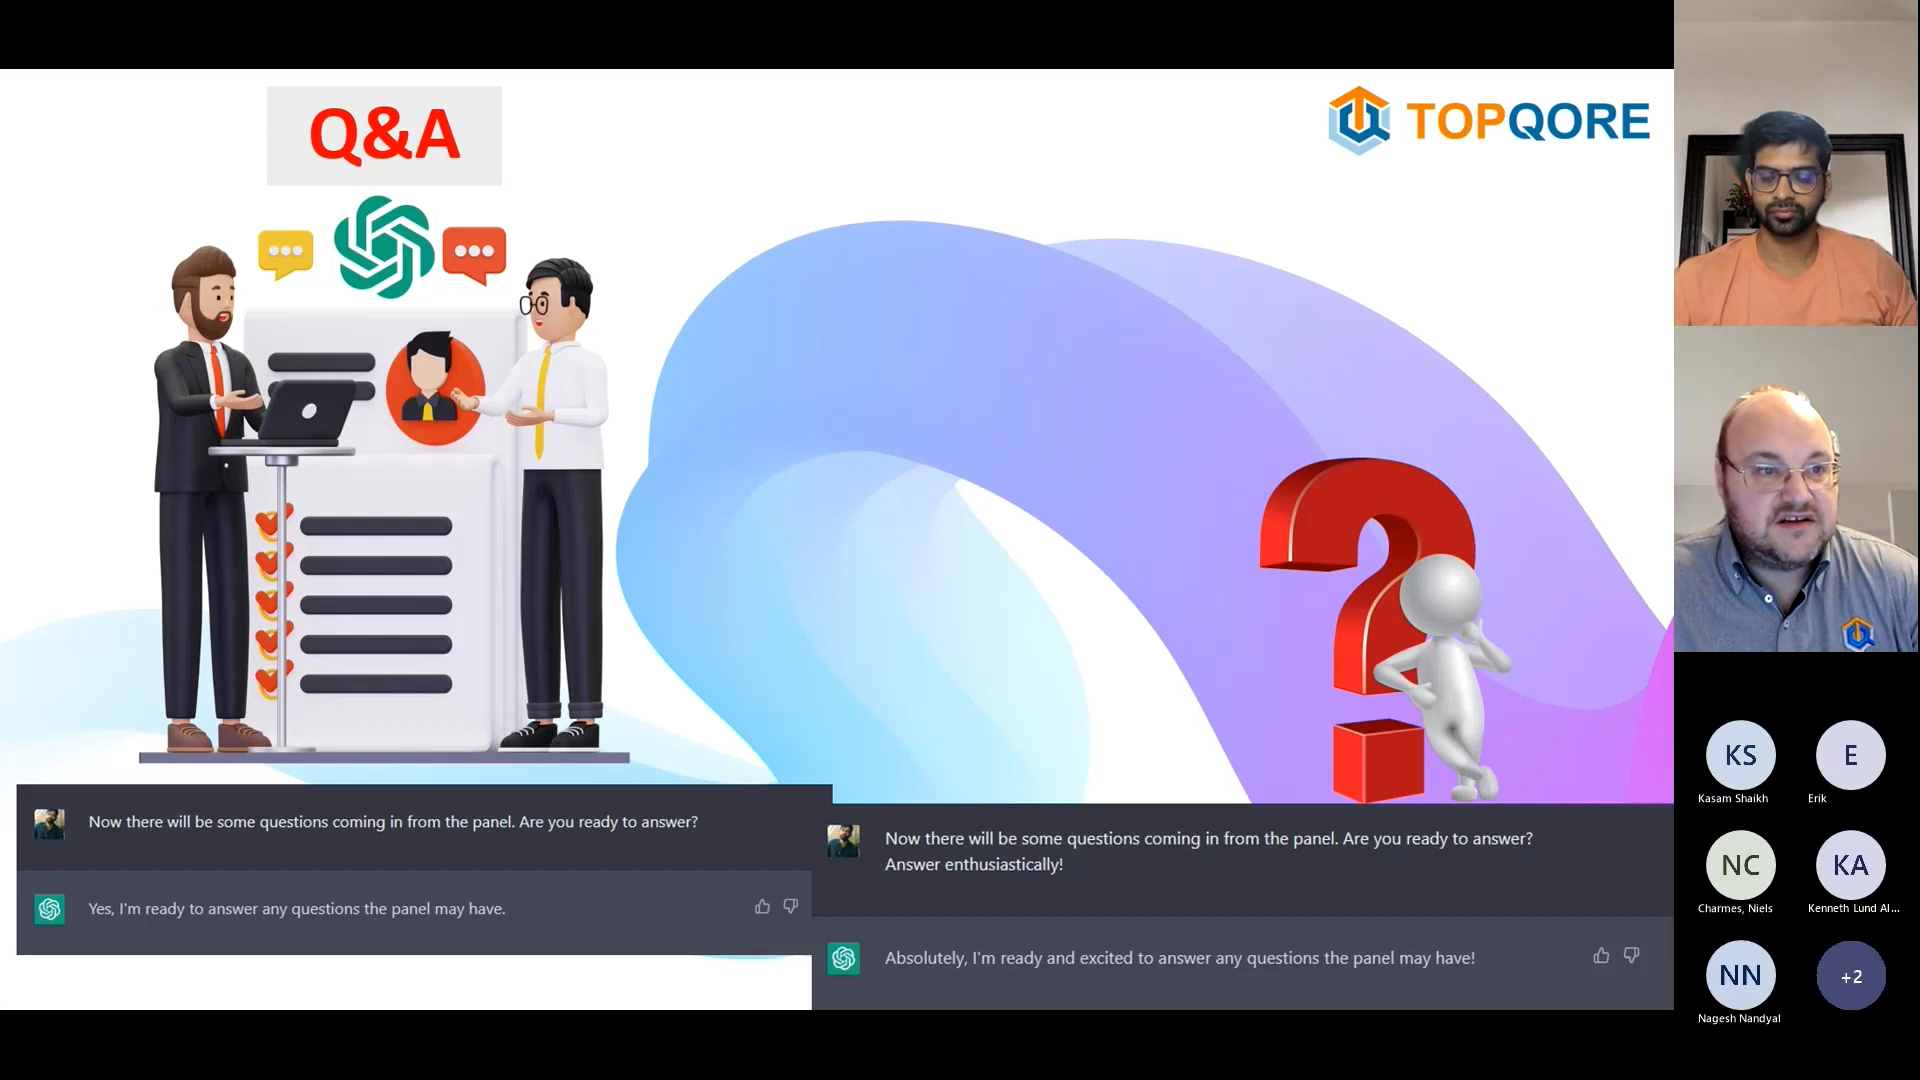 Q&A
TOPQORE
Now there will be some questions coming in from the panel. Are you ready to answer?
Yes, I'm ready to answer any questions the panel may have.
Now there will be some questions coming in from the panel. Are you ready to answer?
Answer enthusiastically!
Absolutely, I'm ready and excited to answer any questions the panel may have!
KS
Kasam Shaikh
E
Erik
NC
Charmes, Niels
KA
Kenneth Lund Al...
NN
Nagesh Nandyal
+2